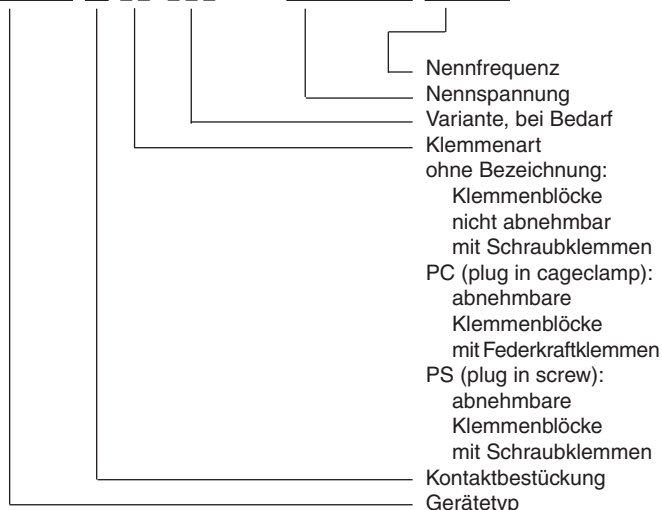 Nennfrequenz
Nennspannung
Variante, bei Bedarf
Klemmenart
ohne Bezeichnung:
Klemmenblöcke
nicht abnehmbar
mit Schraubklemmen
PC (plug in cageclamp):
abnehmbare
Klemmenblöcke
mit Federkraftklemmen
PS (plug in screw):
abnehmbare
Klemmenblöcke
mit Schraubklemmen
Kontaktbestückung
Gerätetyp